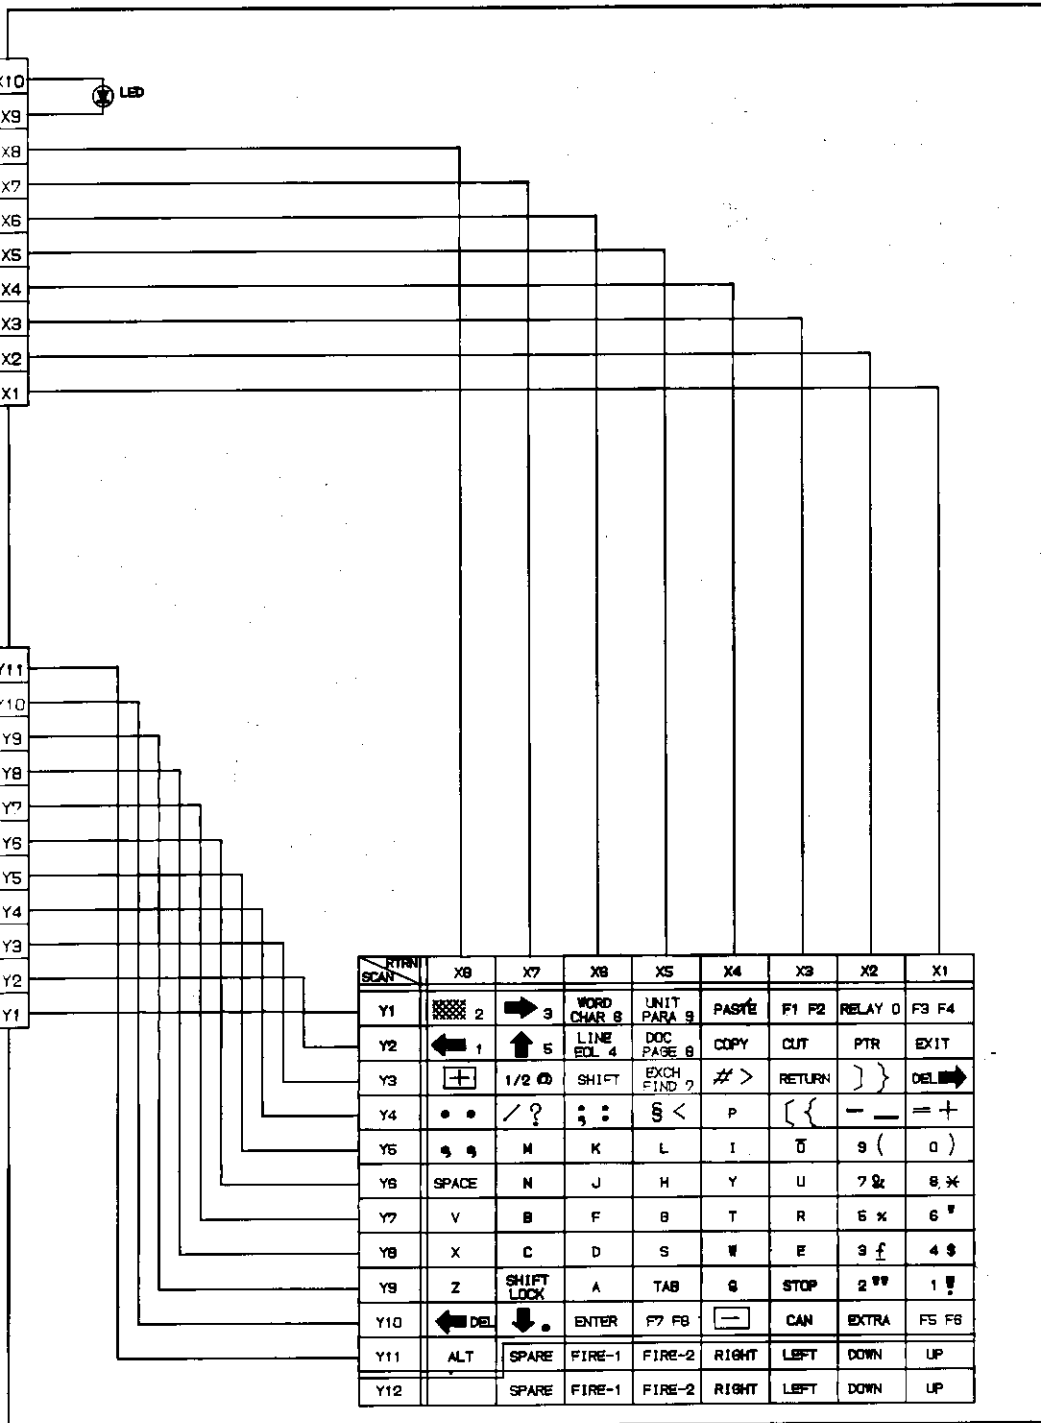 X10
LED
X9
X8
X7
X6
X5
X4
X3
X2
X1
Y11
Y10
Y9
Y8
Y7
Y6
Y5
Y4
Y3
Y2
Y1
RTRN
SCAN X8 X7 X6 X5 X4 X3 X2 X1
Y1 2 3 WORD CHAR 6 UNIT PARA 9 PASTE F1 F2 RELAY 0 F3 F4
Y2 1 5 LINE EOL 4 DOC PAGE 8 COPY CUT PTR EXIT
Y3 + 1/2 @ SHIFT EXCH FIND 7 # > RETURN ] } DEL
Y4 . . / ? ; : § < P [ { - _ = +
Y5 , , M K L I O 9 ( 0 )
Y6 SPACE N J H Y U 7 & 8 *
Y7 V B F G T R 5 % 6 '
Y8 X C D S W E 3 £ 4 $
Y9 Z SHIFT LOCK A TAB Q STOP 2 " 1 !
Y10 DEL . ENTER F7 F8 - CAN EXTRA F5 F6
Y11 ALT SPARE FIRE-1 FIRE-2 RIGHT LEFT DOWN UP
Y12 SPARE FIRE-1 FIRE-2 RIGHT LEFT DOWN UP